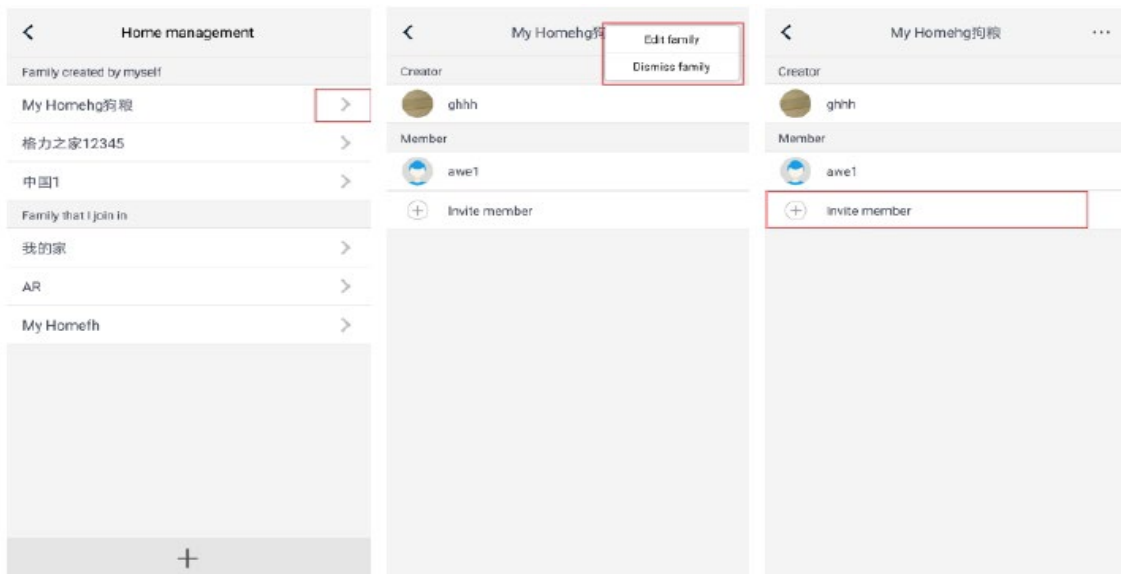 Home management
Family created by myself
My Homehg狗粮
格力之家12345
中国1
Family that I join in
我的家
AR
My Homefh
My Homehg狗
Edit family
Dismiss family
Creator
ghhh
Member
awe1
Invite member
My Homehg狗粮
Creator
ghhh
Member
awe1
Invite member